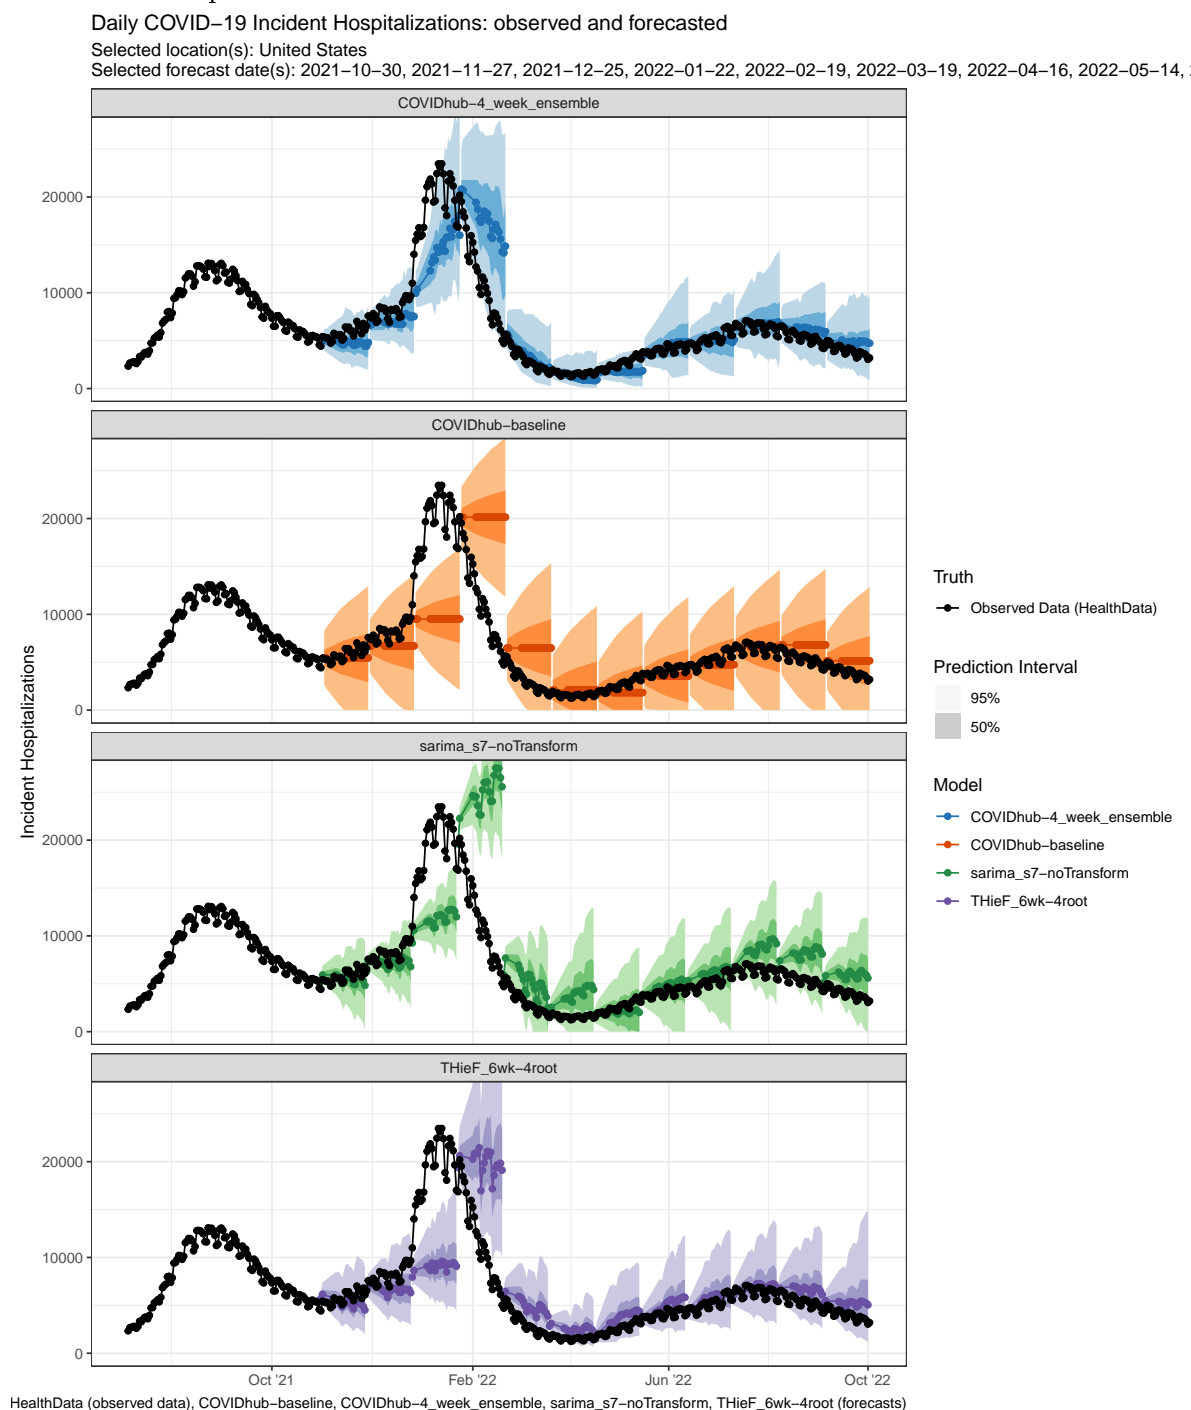 Daily COVID−19 Incident Hospitalizations: observed and forecasted
Selected location(s): United States
Selected forecast date(s): 2021−10−30, 2021−11−27, 2021−12−25, 2022−01−22, 2022−02−19, 2022−03−19, 2022−04−16, 2022−05−14,
COVIDhub−4_week_ensemble
20000
10000
0
COVIDhub−baseline
20000
10000
0
sarima_s7−noTransform
20000
10000
0
THieF_6wk−4root
20000
10000
0
Oct '21
Feb '22
Jun '22
Oct '22
Incident Hospitalizations
Truth
Observed Data (HealthData)
Prediction Interval
95%
50%
Model
COVIDhub−4_week_ensemble
COVIDhub−baseline
sarima_s7−noTransform
THieF_6wk−4root
HealthData (observed data), COVIDhub−baseline, COVIDhub−4_week_ensemble, sarima_s7−noTransform, THieF_6wk−4root (forecasts)